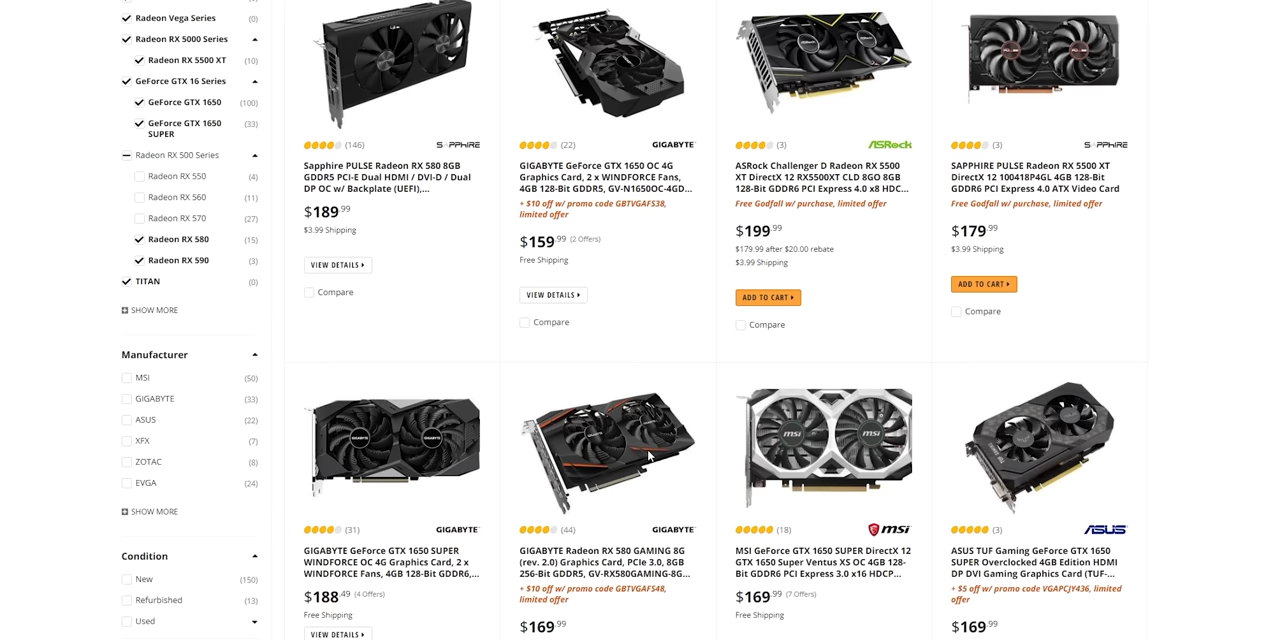 Radeon Vega Series (0)
Radeon RX 5000 Series
Radeon RX 5500 XT (10)
GeForce GTX 16 Series
GeForce GTX 1650 (100)
GeForce GTX 1650 (33)
SUPER
Radeon RX 500 Series
Radeon RX 550 (4)
Radeon RX 560 (11)
Radeon RX 570 (27)
Radeon RX 580 (15)
Radeon RX 590 (3)
TITAN (0)
SHOW MORE
Manufacturer
MSI (50)
GIGABYTE (33)
ASUS (22)
XFX (7)
ZOTAC (8)
EVGA (24)
SHOW MORE
Condition
New (150)
Refurbished (13)
Used
(146) SAPPHIRE
Sapphire PULSE Radeon RX 580 8GB
GDDR5 PCI-E Dual HDMI / DVI-D / Dual
DP OC w/ Backplate (UEFI),...
$189.99
$3.99 Shipping
VIEW DETAILS
Compare
(22) GIGABYTE
GIGABYTE GeForce GTX 1650 OC 4G
Graphics Card, 2 x WINDFORCE Fans,
4GB 128-Bit GDDR5, GV-N1650OC-4GD...
+ $10 off w/ promo code GBTVGAFS38,
limited offer
$159.99 (2 Offers)
Free Shipping
VIEW DETAILS
Compare
(3) ASRock
ASRock Challenger D Radeon RX 5500
XT DirectX 12 RX5500XT CLD 8GO 8GB
128-Bit GDDR6 PCI Express 4.0 x8 HDC...
Free Godfall w/ purchase, limited offer
$199.99
$179.99 after $20.00 rebate
$3.99 Shipping
ADD TO CART
Compare
(3) SAPPHIRE
SAPPHIRE PULSE Radeon RX 5500 XT
DirectX 12 100418P4GL 4GB 128-Bit
GDDR6 PCI Express 4.0 ATX Video Card
Free Godfall w/ purchase, limited offer
$179.99
$3.99 Shipping
ADD TO CART
Compare
GIGABYTE GIGABYTE
(31) GIGABYTE
GIGABYTE GeForce GTX 1650 SUPER
WINDFORCE OC 4G Graphics Card, 2 x
WINDFORCE Fans, 4GB 128-Bit GDDR6,...
$188.49 (4 Offers)
Free Shipping
VIEW DETAILS
(44) GIGABYTE
GIGABYTE Radeon RX 580 GAMING 8G
(rev. 2.0) Graphics Card, PCIe 3.0, 8GB
256-Bit GDDR5, GV-RX580GAMING-8G...
+ $10 off w/ promo code GBTVGAFS48,
limited offer
$169.99
msi msi
(18) msi
MSI GeForce GTX 1650 SUPER DirectX 12
GTX 1650 Super Ventus XS OC 4GB 128-
Bit GDDR6 PCI Express 3.0 x16 HDCP...
$169.99 (7 Offers)
Free Shipping
(3) ASUS
ASUS TUF Gaming GeForce GTX 1650
SUPER Overclocked 4GB Edition HDMI
DP DVI Gaming Graphics Card (TUF-...
+ $5 off w/ promo code VGAPCJY436, limited
offer
$169.99